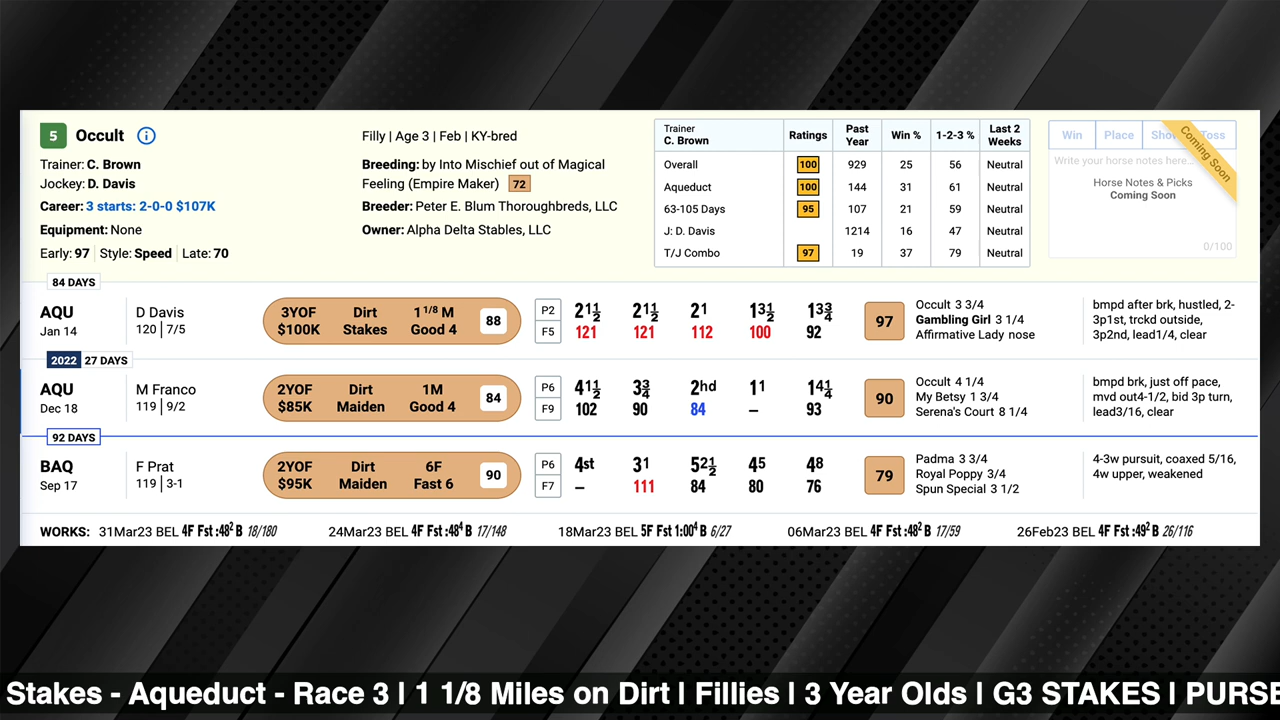 5 Occult i
Trainer: C. Brown
Jockey: D. Davis
Career: 3 starts: 2-0-0 $107K
Equipment: None
Early: 97 | Style: Speed | Late: 70
Filly | Age 3 | Feb | KY-bred
Breeding: by Into Mischief out of Magical
Feeling (Empire Maker) 72
Breeder: Peter E. Blum Thoroughbreds, LLC
Owner: Alpha Delta Stables, LLC
Trainer C. Brown Ratings Past Year Win % 1-2-3 % Last 2 Weeks
Overall 100 929 25 56 Neutral
Aqueduct 100 144 31 61 Neutral
63-105 Days 95 107 21 59 Neutral
J: D. Davis 1214 16 47 Neutral
T/J Combo 97 19 37 79 Neutral
Win Place Show Toss
Coming Soon
Write your horse notes here...
Horse Notes & Picks
Coming Soon
0/100
84 DAYS
AQU D Davis 3YOF Dirt 1 1/8 M 88 P2 2 1 1/2 2 1 1/2 2 1 1 3 1/2 1 3 3/4 97 Occult 3 3/4 bmpd after brk, hustled, 2-
Jan 14 120 | 7/5 $100K Stakes Good 4 F5 121 121 112 100 92 Gambling Girl 3 1/4 3p1st, trckd outside,
Affirmative Lady nose 3p2nd, lead1/4, clear
2022 27 DAYS
AQU M Franco 2YOF Dirt 1M 84 P6 4 1 1/2 3 3/4 2hd 1 1 1 4 1/4 90 Occult 4 1/4 bmpd brk, just off pace,
Dec 18 119 | 9/2 $85K Maiden Good 4 F9 102 90 84 – 93 My Betsy 1 3/4 mvd out4-1/2, bid 3p turn,
Serena's Court 8 1/4 lead3/16, clear
92 DAYS
BAQ F Prat 2YOF Dirt 6F 90 P6 4st 3 1 5 2 1/2 4 5 4 8 79 Padma 3 3/4 4-3w pursuit, coaxed 5/16,
Sep 17 119 | 3-1 $95K Maiden Fast 6 F7 – 111 84 80 76 Royal Poppy 3/4 4w upper, weakened
Spun Special 3 1/2
WORKS: 31Mar23 BEL 4F Fst :48² B 18/180 24Mar23 BEL 4F Fst :48⁴ B 17/148 18Mar23 BEL 5F Fst 1:00⁴ B 6/27 06Mar23 BEL 4F Fst :48² B 17/59 26Feb23 BEL 4F Fst :49² B 26/116
Stakes - Aqueduct - Race 3 | 1 1/8 Miles on Dirt | Fillies | 3 Year Olds | G3 STAKES | PURSE